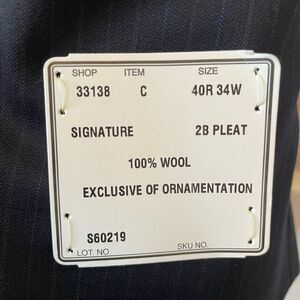 SHOP ITEM SIZE
33138 C 40R 34W
SIGNATURE 2B PLEAT
100% WOOL
EXCLUSIVE OF ORNAMENTATION
S60219
LOT. NO. SKU NO.